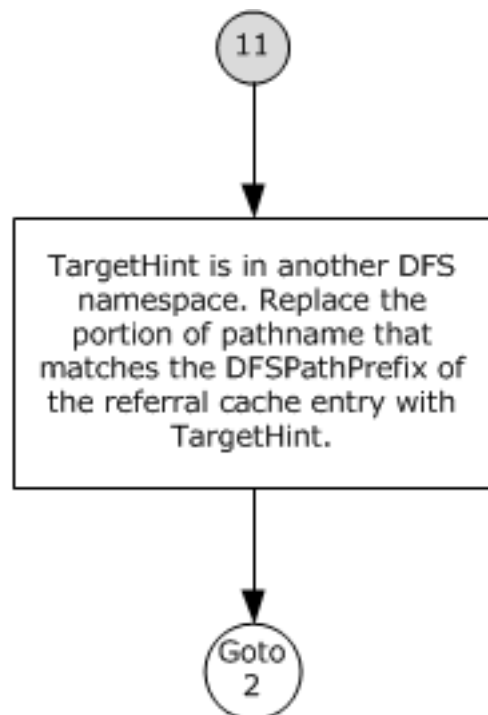 11
TargetHint is in another DFS
namespace. Replace the
portion of pathname that
matches the DFSPathPrefix of
the referral cache entry with
TargetHint.
Goto
2